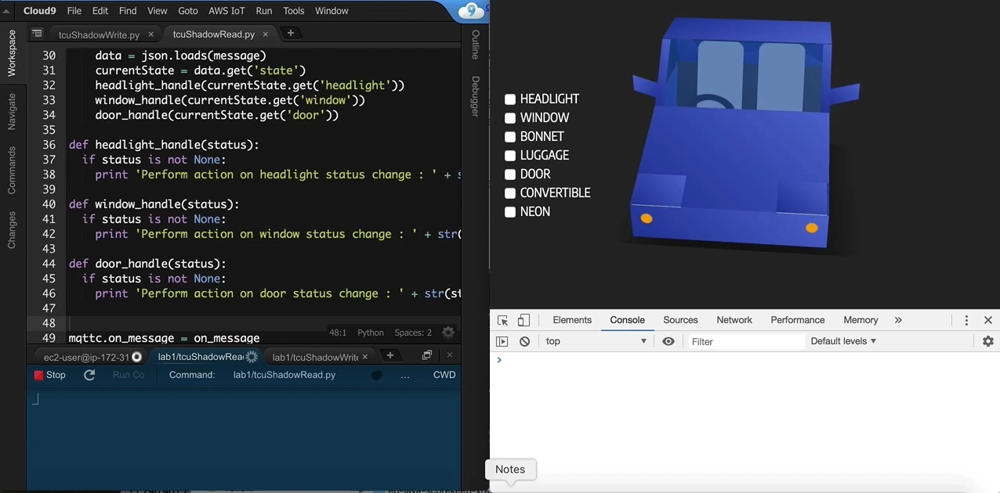 Cloud9 File Edit Find View Goto AWS IoT Run Tools Window
Workspace
Navigate
Commands
Changes
tcuShadowWrite.py × tcuShadowRead.py × +
30 data = json.loads(message)
31 currentState = data.get('state')
32 headlight_handle(currentState.get('headlight'))
33 window_handle(currentState.get('window'))
34 door_handle(currentState.get('door'))
35
36 def headlight_handle(status):
37 if status is not None:
38 print 'Perform action on headlight status change : ' + s
39
40 def window_handle(status):
41 if status is not None:
42 print 'Perform action on window status change : ' + str(
43
44 def door_handle(status):
45 if status is not None:
46 print 'Perform action on door status change : ' + str(st
47
48
49 mqttc.on_message = on_message
48:1 Python Spaces: 2
Outline
Debugger
ec2-user@ip-172-31 lab1/tcuShadowRea lab1/tcuShadowWrite × +
Stop Run Co Command: lab1/tcuShadowRead.py ... CWD
9
HEADLIGHT
WINDOW
BONNET
LUGGAGE
DOOR
CONVERTIBLE
NEON
Elements Console Sources Network Performance Memory »
top Filter Default levels
Notes